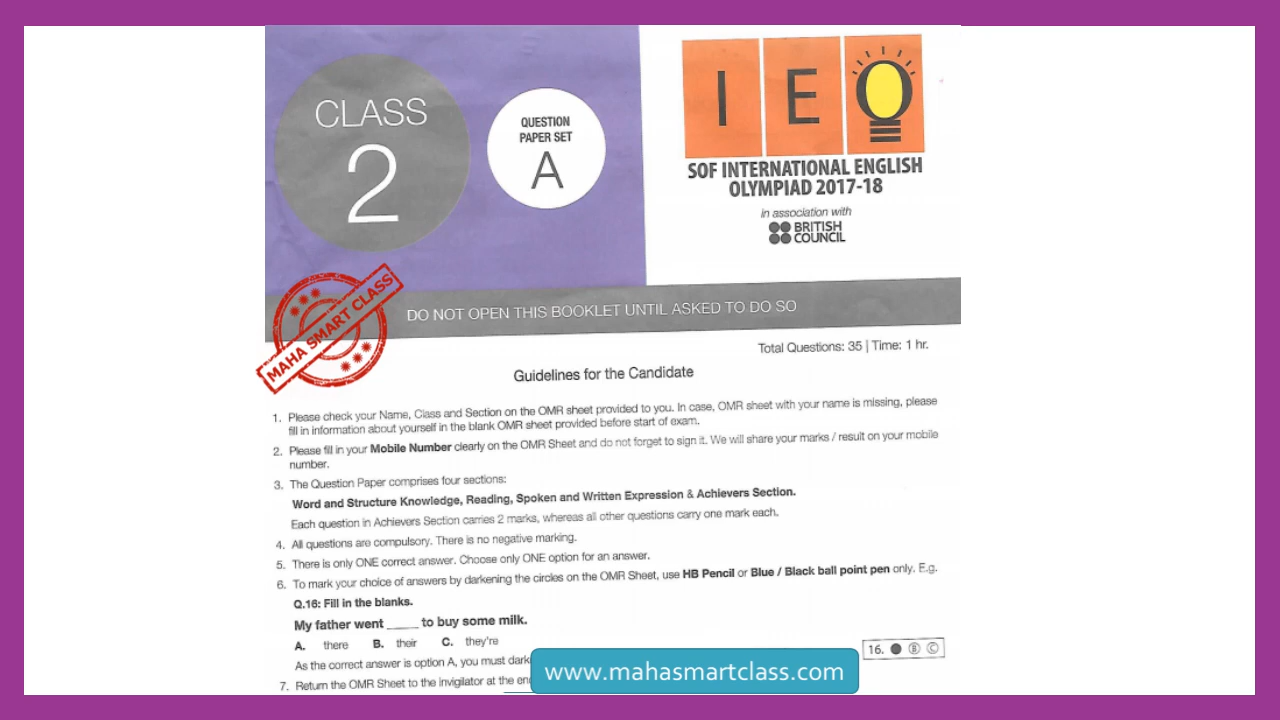 CLASS
2
QUESTION
PAPER SET
A
I E O
SOF INTERNATIONAL ENGLISH
OLYMPIAD 2017-18
in association with
BRITISH
COUNCIL
MAHA SMART CLASS
DO NOT OPEN THIS BOOKLET UNTIL ASKED TO DO SO
Total Questions: 35 | Time: 1 hr.
Guidelines for the Candidate
1. Please check your Name, Class and Section on the OMR sheet provided to you. In case, OMR sheet with your name is missing, please
fill in information about yourself in the blank OMR sheet provided before start of exam.
2. Please fill in your Mobile Number clearly on the OMR Sheet and do not forget to sign it. We will share your marks / result on your mobile
number.
3. The Question Paper comprises four sections:
Word and Structure Knowledge, Reading, Spoken and Written Expression & Achievers Section.
Each question in Achievers Section carries 2 marks, whereas all other questions carry one mark each.
4. All questions are compulsory. There is no negative marking.
5. There is only ONE correct answer. Choose only ONE option for an answer.
6. To mark your choice of answers by darkening the circles on the OMR Sheet, use HB Pencil or Blue / Black ball point pen only. E.g.
Q.16: Fill in the blanks.
My father went _____ to buy some milk.
A. there B. their C. they're
16. ● Ⓑ Ⓒ
As the correct answer is option A, you must dark
7. Return the OMR Sheet to the invigilator at the en
www.mahasmartclass.com